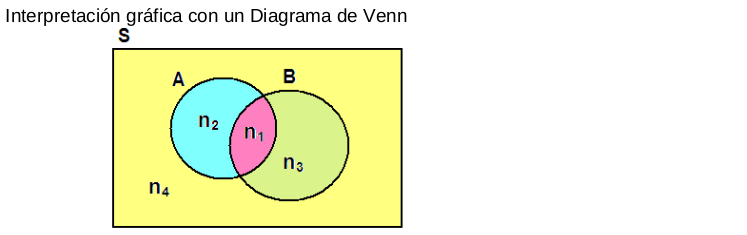 Interpretación gráfica con un Diagrama de Venn
S
A
B
n₂
n₁
n₃
n₄